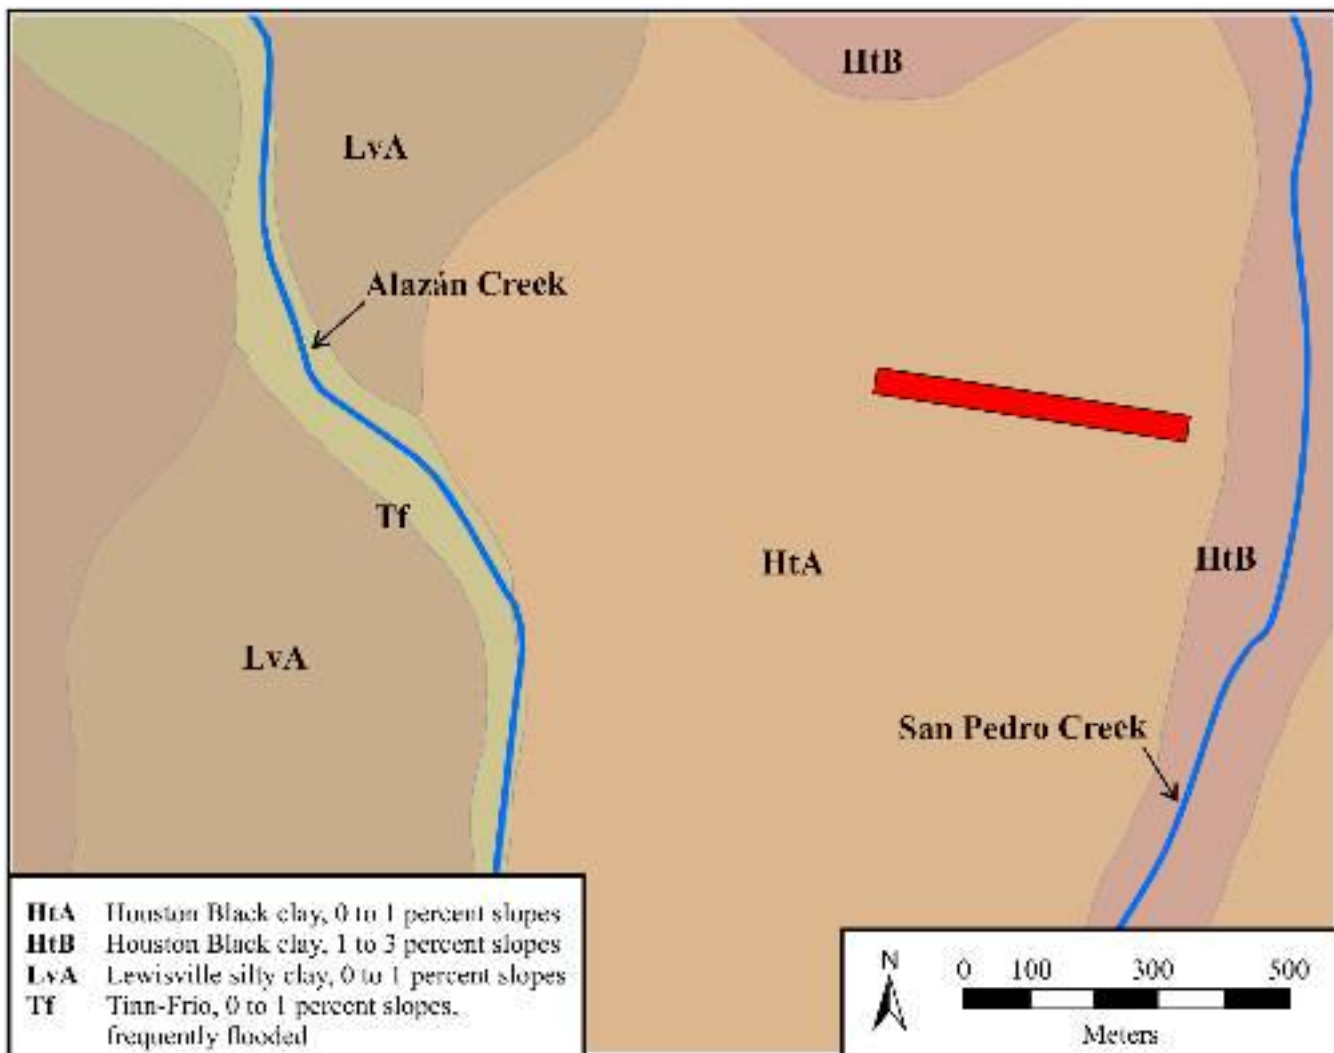 HtB
LvA
Alazán Creek
Tf
HtA
HtB
LvA
San Pedro Creek
HtA Houston Black clay, 0 to 1 percent slopes
HtB Houston Black clay, 1 to 3 percent slopes
LvA Lewisville silty clay, 0 to 1 percent slopes
Tf Tinn-Frio, 0 to 1 percent slopes,
frequently flooded
N
0 100 300 500
Meters